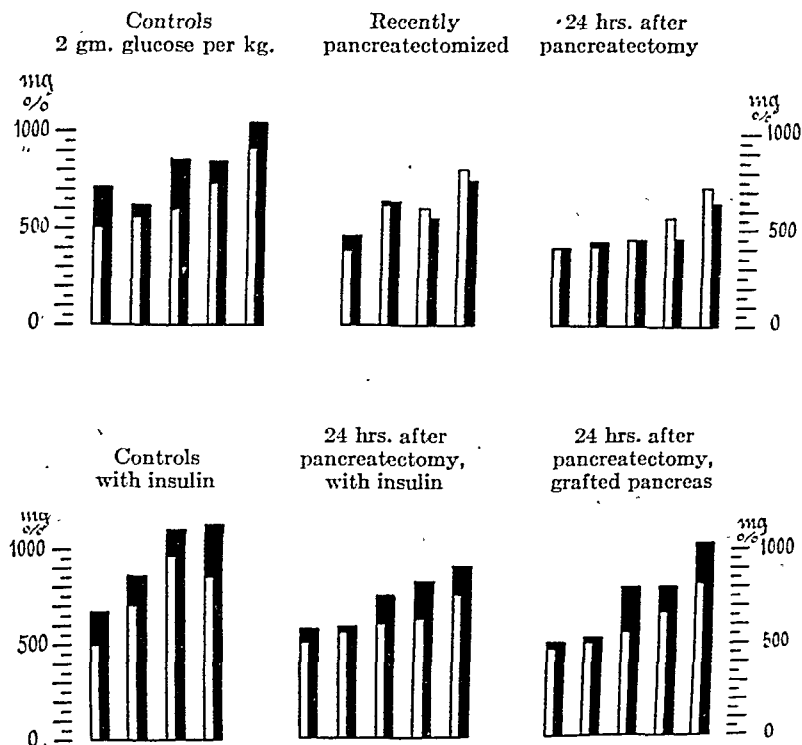 Controls
2 gm. glucose per kg.
Recently
pancreatectomized
24 hrs. after
pancreatectomy
mg
%
1000
500
0
mg
%
1000
500
0
Controls
with insulin
24 hrs. after
pancreatectomy,
with insulin
24 hrs. after
pancreatectomy,
grafted pancreas
mg
%
1000
500
0
mg
%
1000
500
0